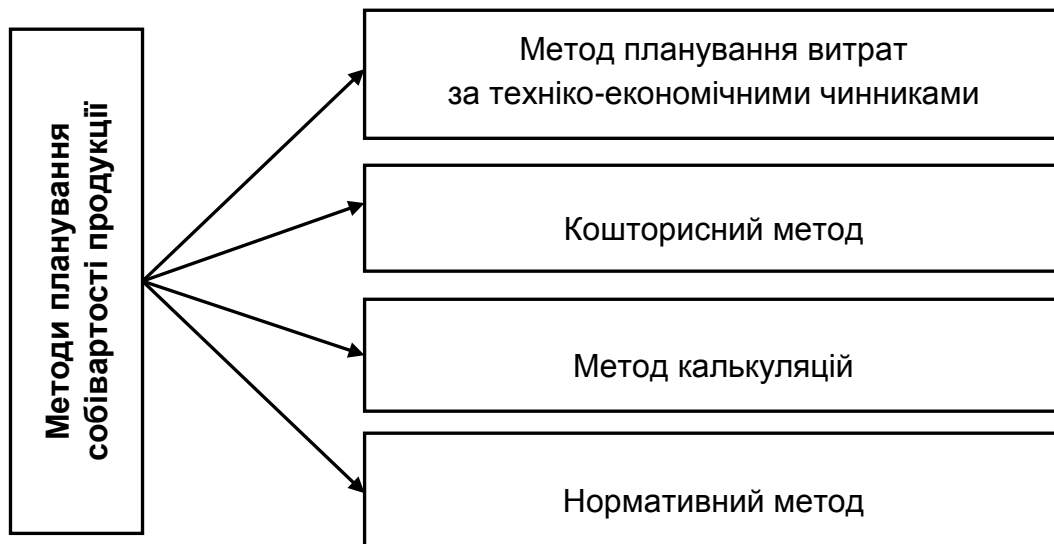 Методи планування
собівартості продукції
Метод планування витрат
за техніко-економічними чинниками
Кошторисний метод
Метод калькуляцій
Нормативний метод